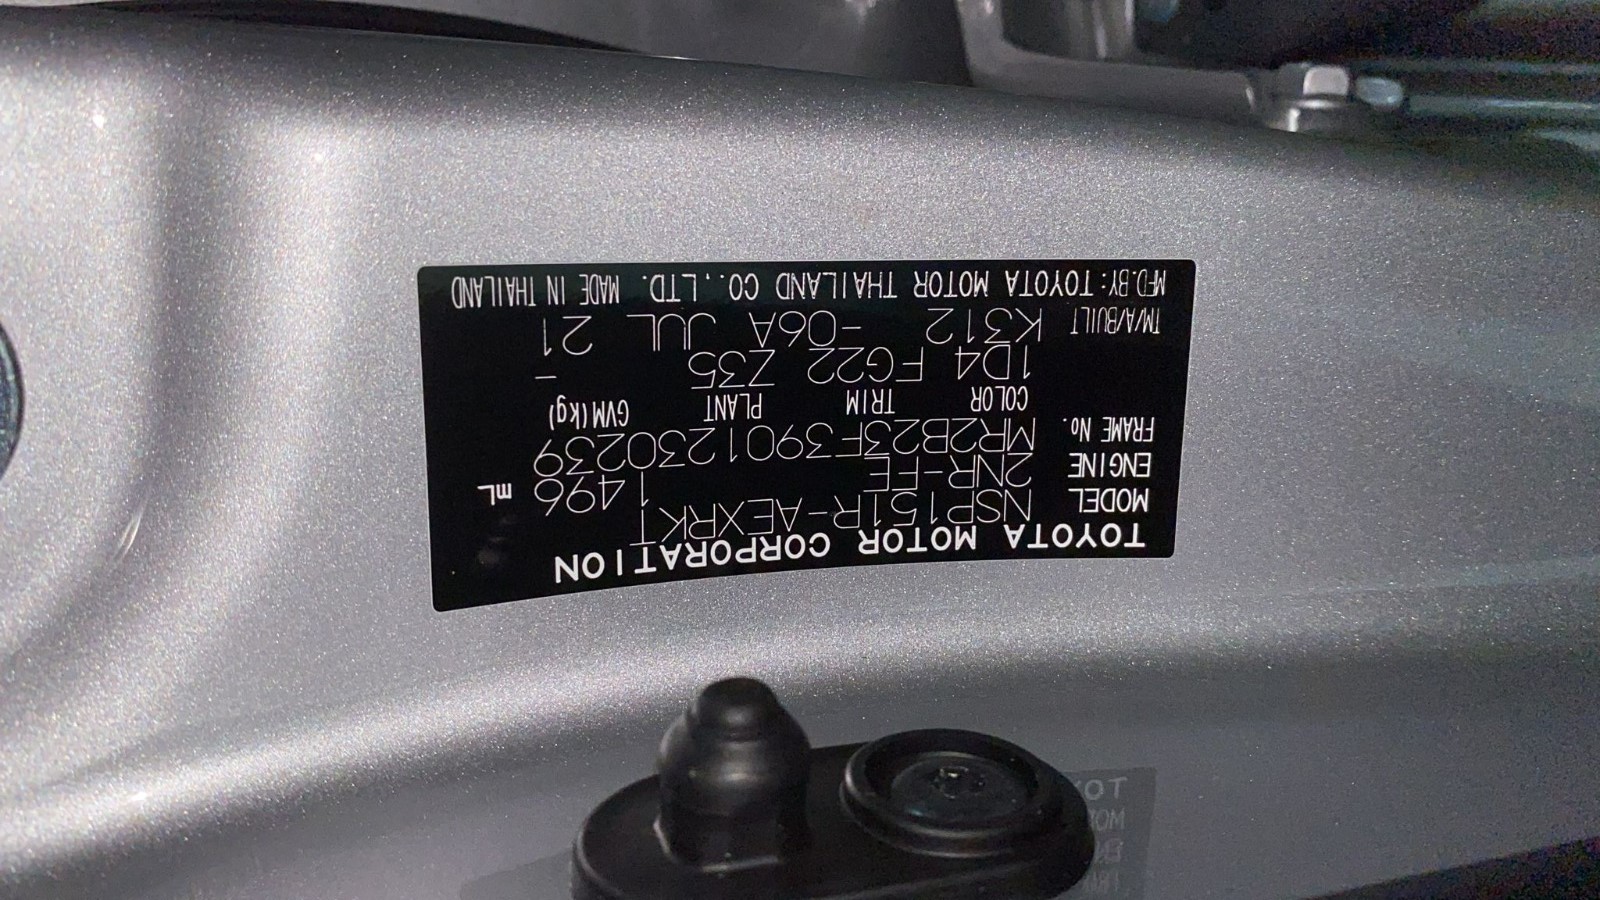 TOYOTA MOTOR CORPORATION
MODEL NSP151R-AEXRKT
ENGINE 2NR-FE 1496 mL
FRAME No. MR2B23F3901230239
COLOR TRIM PLANT GVM(kg)
1D4 FG22 Z35 -
TM/A/BUILT K312 -06A JUL 21
MFD.BY:TOYOTA MOTOR THAILAND CO.,LTD. MADE IN THAILAND